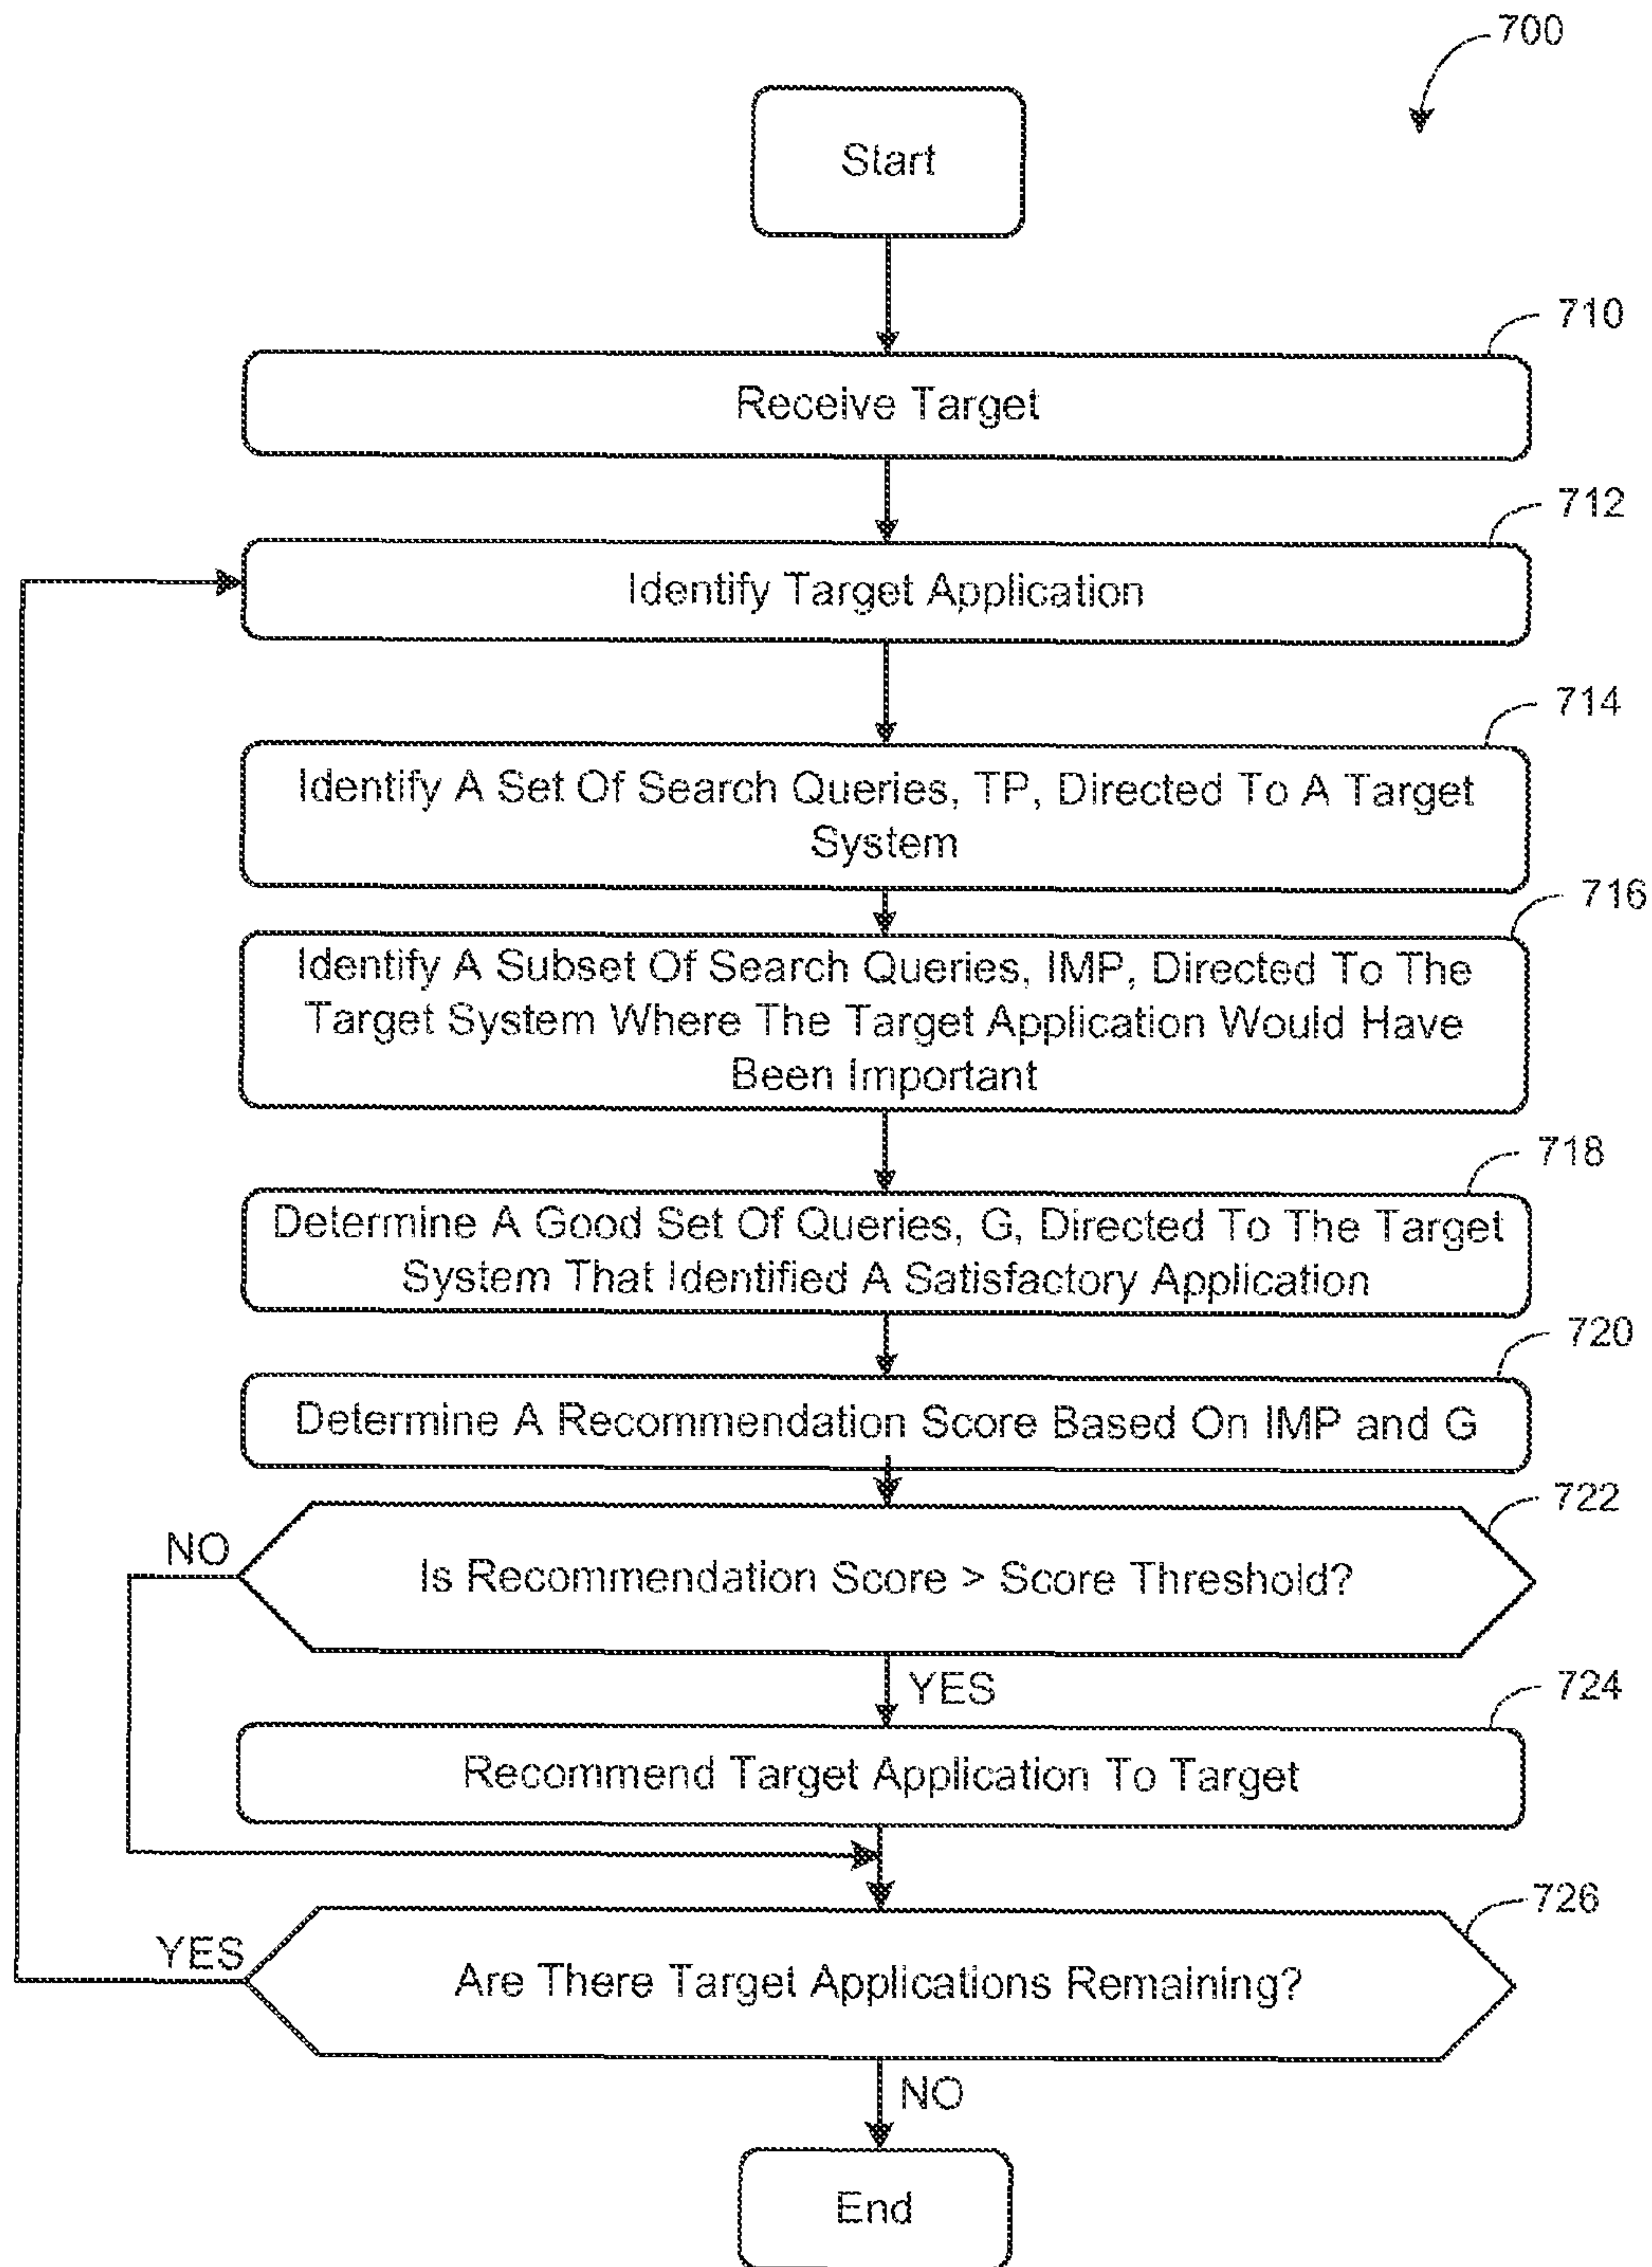 700
Start
710
Receive Target
712
Identify Target Application
714
Identify A Set Of Search Queries, TP, Directed To A Target
System
716
Identify A Subset Of Search Queries, IMP, Directed To The
Target System Where The Target Application Would Have
Been Important
718
Determine A Good Set Of Queries, G, Directed To The Target
System That Identified A Satisfactory Application
720
Determine A Recommendation Score Based On IMP and G
722
NO
Is Recommendation Score > Score Threshold?
YES
724
Recommend Target Application To Target
726
YES
Are There Target Applications Remaining?
NO
End